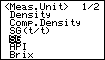 <Meas.Unit> 1/2
Density
Comp.Density
SG(t/t)
SG
API
Brix